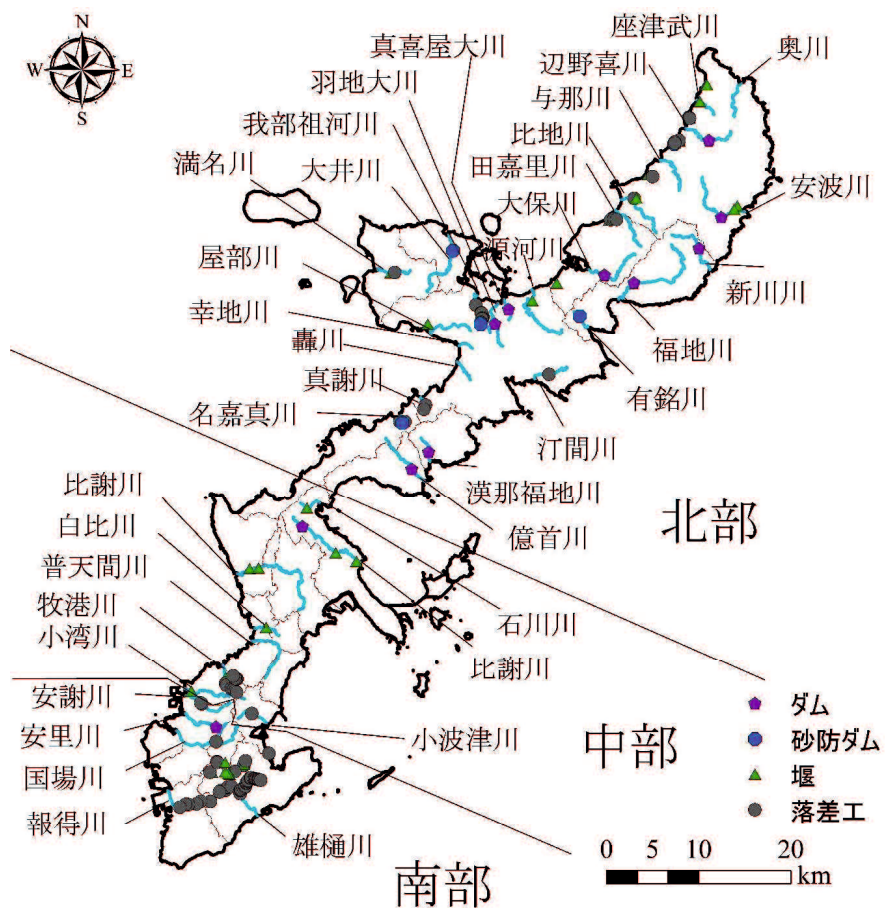 N
W
E
S
座津武川
奥川
真喜屋大川
辺野喜川
羽地大川
与那川
我部祖河川
比地川
満名川
大井川
田嘉里川
大保川
安波川
屋部川
源河川
新川川
幸地川
福地川
轟川
有銘川
真謝川
名嘉真川
汀間川
漢那福地川
北部
比謝川
億首川
白比川
普天間川
石川川
牧港川
比謝川
小湾川
安謝川
安里川
小波津川
中部
国場川
報得川
雄樋川
南部
ダム
砂防ダム
堰
落差工
0 5 10 20
km